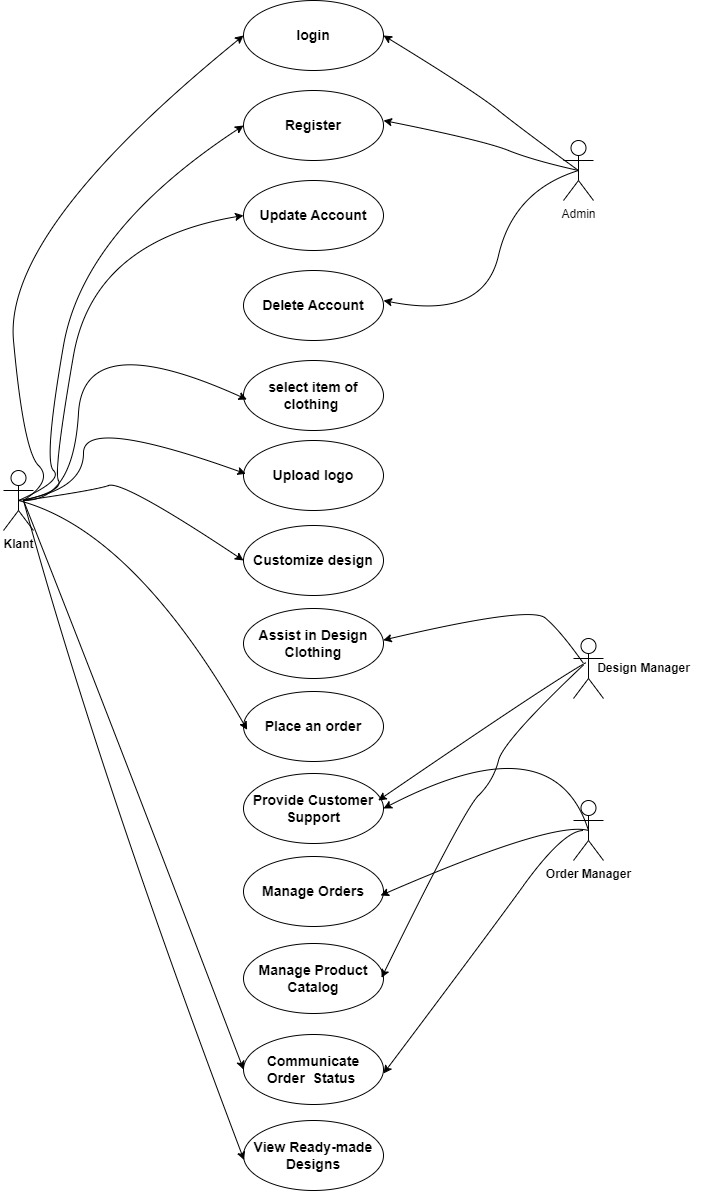 login
Register
Admin
Update Account
Delete Account
select item of
clothing
Upload logo
Klant
Customize design
Assist in Design
Clothing
Design Manager
Place an order
Provide Customer
Support
Order Manager
Manage Orders
Manage Product
Catalog
Communicate
Order Status
View Ready-made
Designs